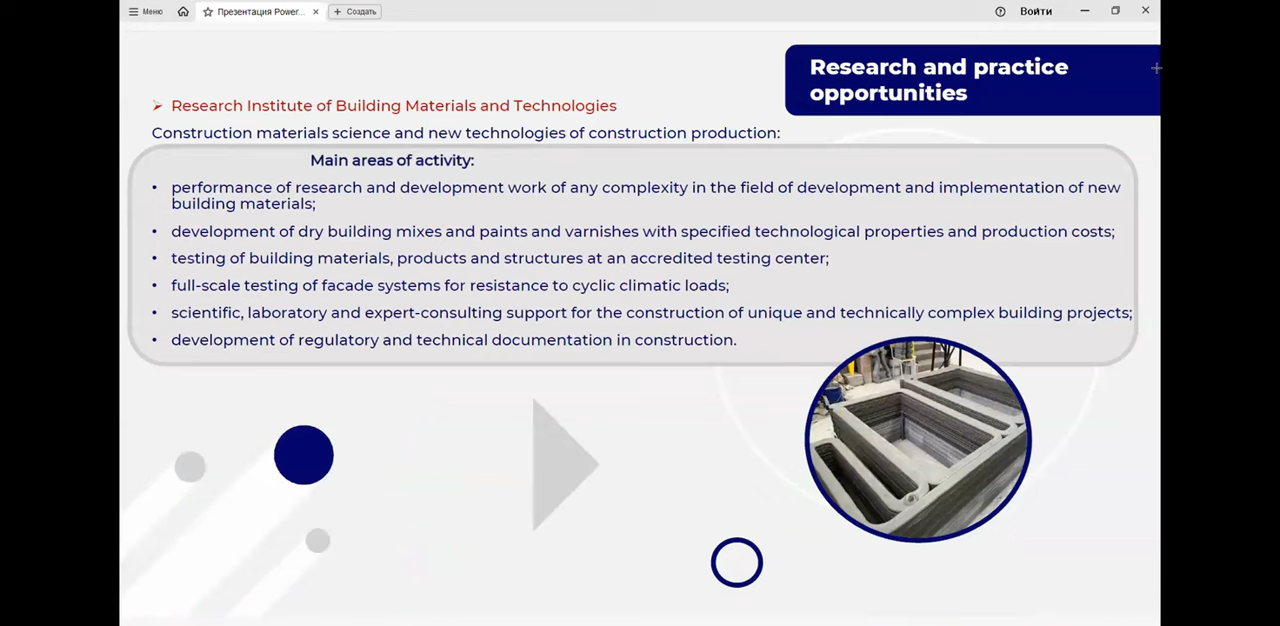 Меню
Презентация Power...
Создать
Войти
Research and practice
opportunities
Research Institute of Building Materials and Technologies
Construction materials science and new technologies of construction production:
Main areas of activity:
• performance of research and development work of any complexity in the field of development and implementation of new
building materials;
• development of dry building mixes and paints and varnishes with specified technological properties and production costs;
• testing of building materials, products and structures at an accredited testing center;
• full-scale testing of facade systems for resistance to cyclic climatic loads;
• scientific, laboratory and expert-consulting support for the construction of unique and technically complex building projects;
• development of regulatory and technical documentation in construction.